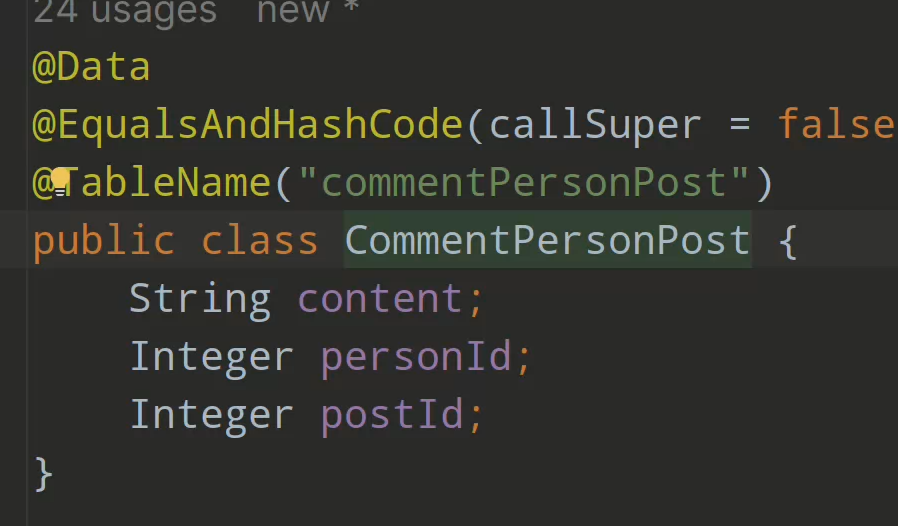 24 usages new *
@Data
@EqualsAndHashCode(callSuper = false
@TableName("commentPersonPost")
public class CommentPersonPost {
String content;
Integer personId;
Integer postId;
}